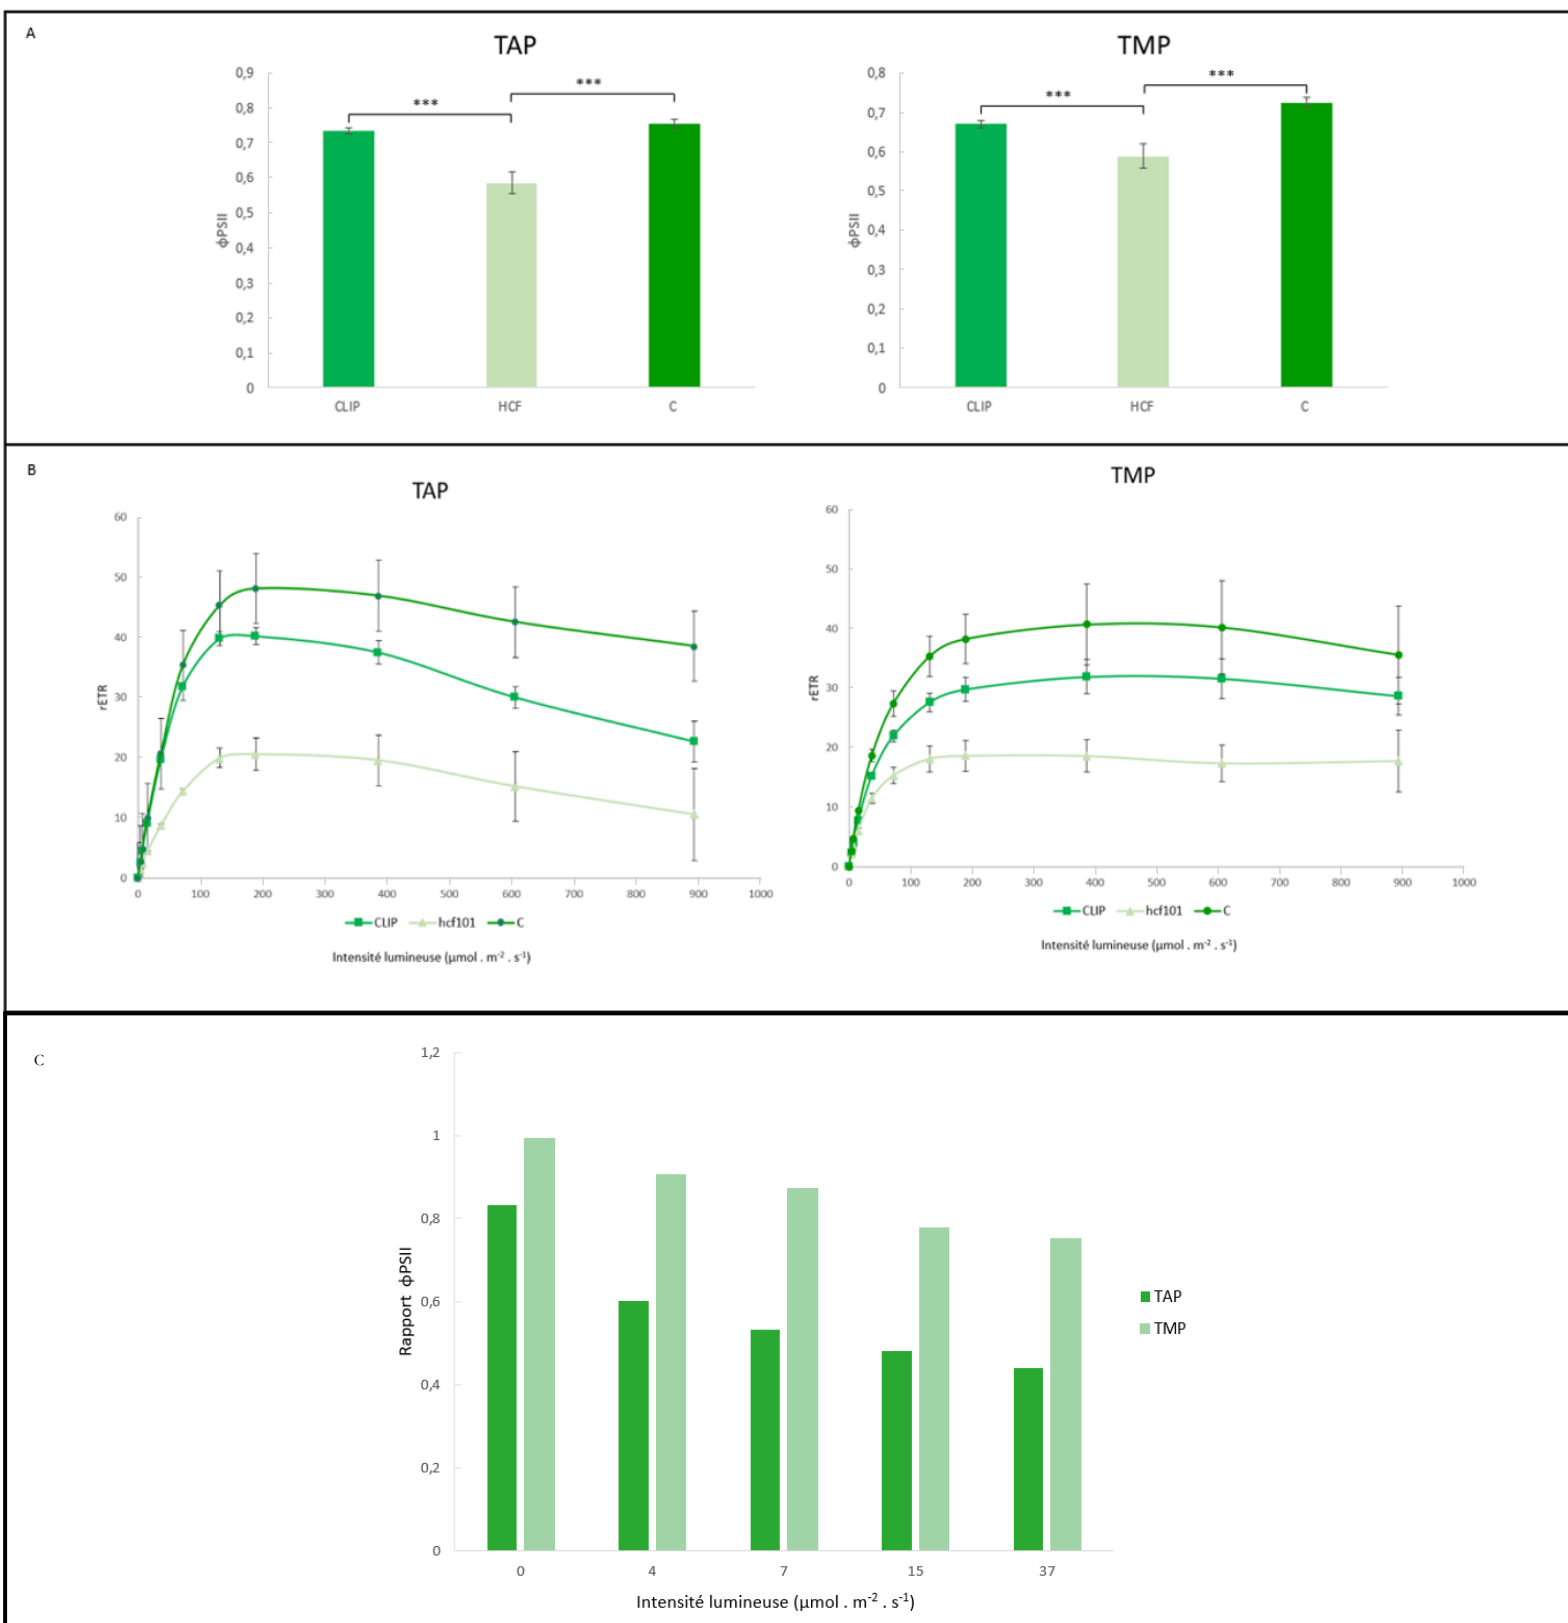 A
TAP
TMP
0,9
0,8
0,7
0,6
0,5
0,4
0,3
0,2
0,1
0
ϕPSII
***
***
CLIP
HCF
C
0,8
0,7
0,6
0,5
0,4
0,3
0,2
0,1
0
ϕPSII
***
***
CLIP
HCF
C
B
TAP
60
50
40
30
20
10
0
rETR
0 100 200 300 400 500 600 700 800 900 1000
CLIP hcf101 C
Intensité lumineuse (µmol . m⁻² . s⁻¹)
TMP
60
50
40
30
20
10
0
rETR
0 100 200 300 400 500 600 700 800 900 1000
CLIP hcf101 C
Intensité lumineuse (µmol . m⁻² . s⁻¹)
C
1,2
1
0,8
0,6
0,4
0,2
0
Rapport ϕPSII
0 4 7 15 37
Intensité lumineuse (µmol . m⁻² . s⁻¹)
TAP
TMP